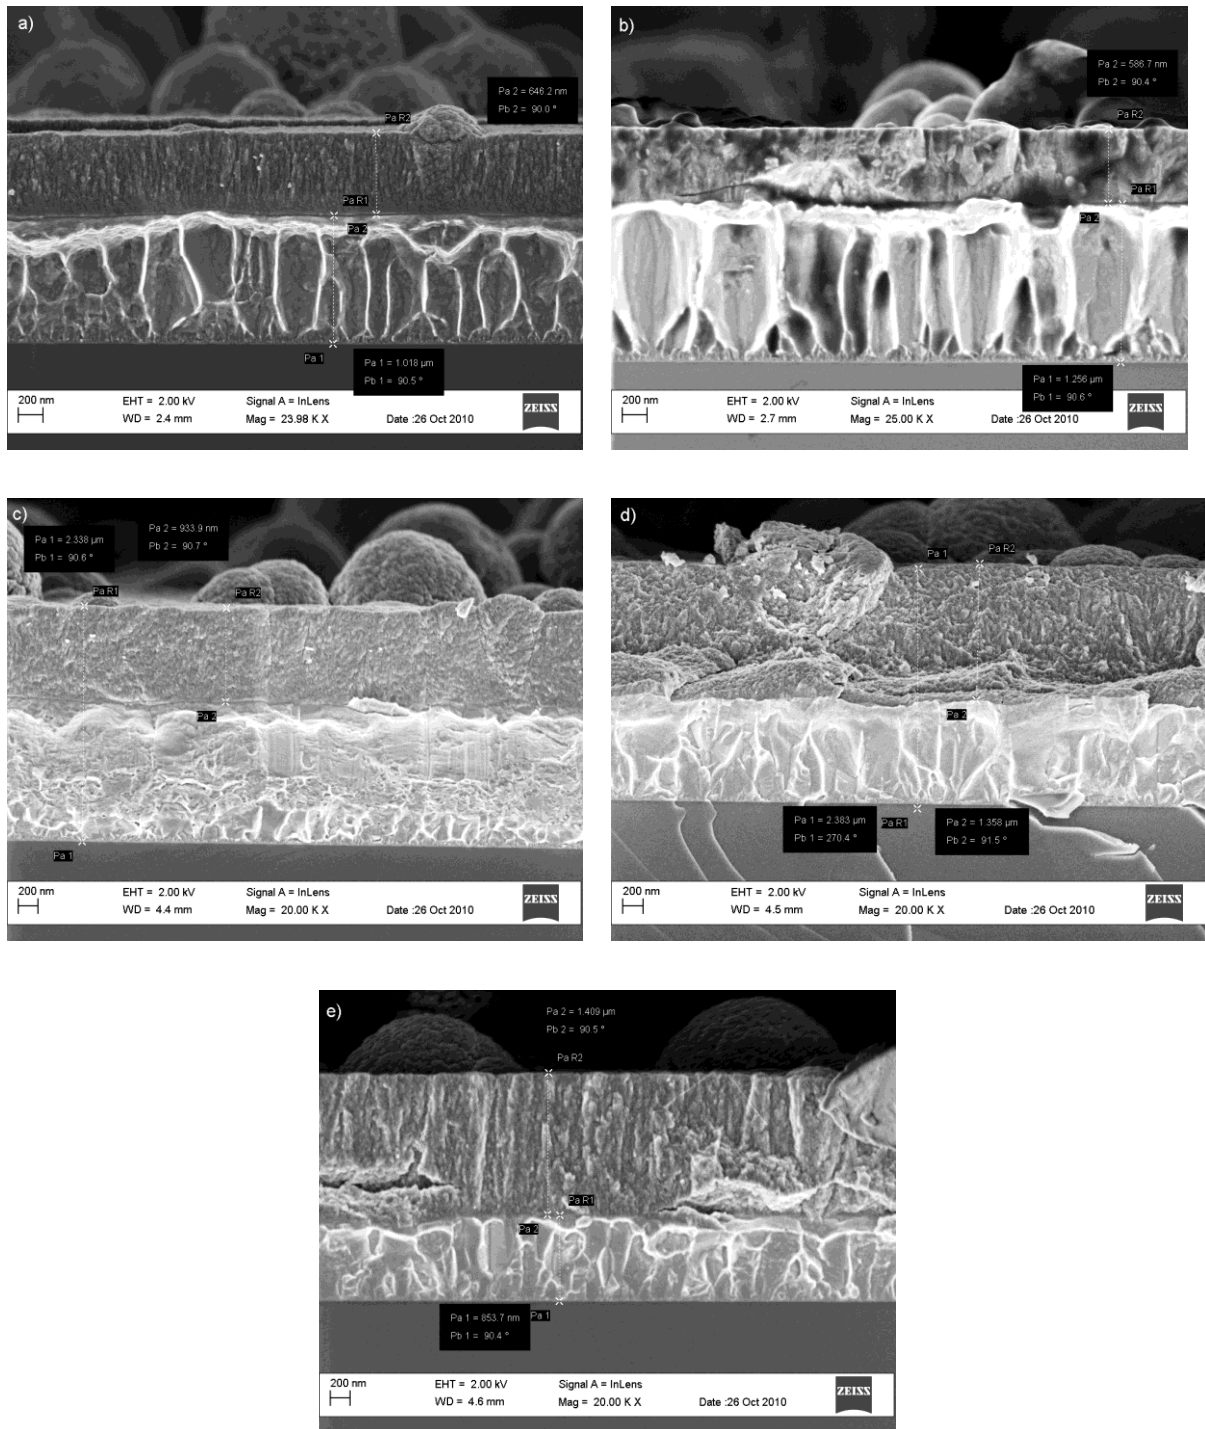 a)
Pa 2 = 646.2 nm
Pb 2 = 90.0 °
Pa R2
Pa R1
Pa 2
Pa 1
Pa 1 = 1.018 µm
Pb 1 = 90.5 °
200 nm
EHT = 2.00 kV
Signal A = InLens
WD = 2.4 mm
Mag = 23.98 K X
Date :26 Oct 2010
ZEISS
b)
Pa 2 = 586.7 nm
Pb 2 = 90.4 °
Pa R2
Pa R1
Pa 2
Pa 1 = 1.256 µm
Pb 1 = 90.6 °
200 nm
EHT = 2.00 kV
Signal A = InLens
WD = 2.7 mm
Mag = 25.00 K X
Date :26 Oct 2010
ZEISS
c)
Pa 1 = 2.338 µm
Pb 1 = 90.6 °
Pa 2 = 933.9 nm
Pb 2 = 90.7 °
Pa R1
Pa R2
Pa 2
Pa 1
200 nm
EHT = 2.00 kV
Signal A = InLens
WD = 4.4 mm
Mag = 20.00 K X
Date :26 Oct 2010
ZEISS
d)
Pa 1
Pa R2
Pa 2
Pa 1 = 2.383 µm
Pb 1 = 270.4 °
Pa R1
Pa 2 = 1.358 µm
Pb 2 = 91.5 °
200 nm
EHT = 2.00 kV
Signal A = InLens
WD = 4.5 mm
Mag = 20.00 K X
Date :26 Oct 2010
ZEISS
e)
Pa 2 = 1.409 µm
Pb 2 = 90.5 °
Pa R2
Pa R1
Pa 2
Pa 1 = 853.7 nm
Pb 1 = 90.4 °
Pa 1
200 nm
EHT = 2.00 kV
Signal A = InLens
WD = 4.6 mm
Mag = 20.00 K X
Date :26 Oct 2010
ZEISS